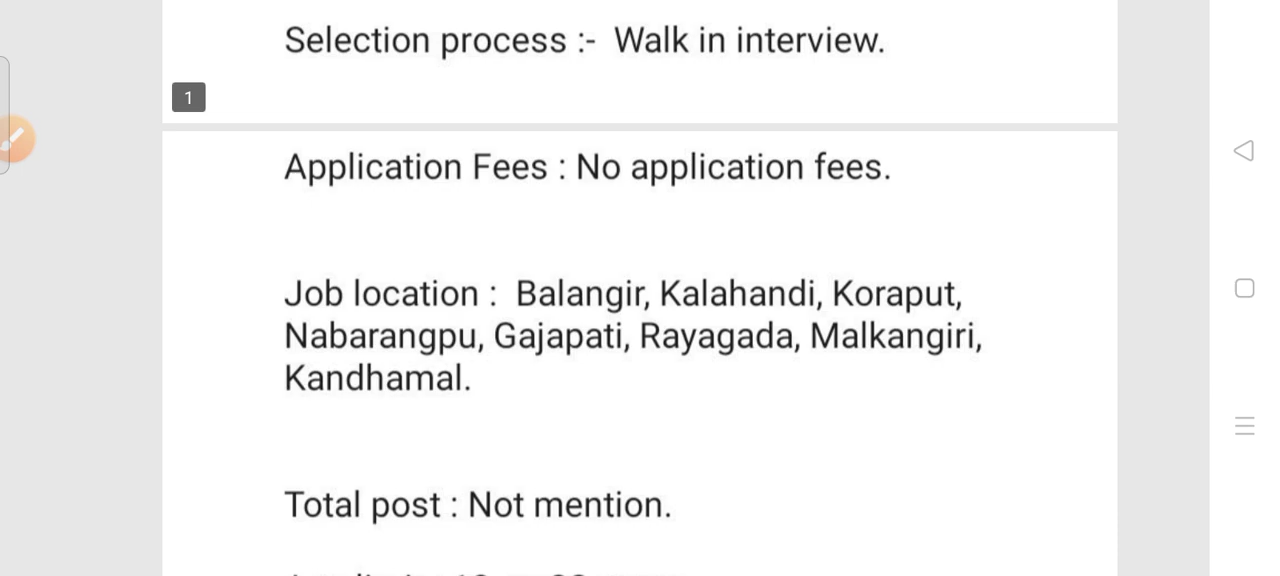 Selection process :-  Walk in interview.
1
Application Fees : No application fees.
Job location :  Balangir, Kalahandi, Koraput,
Nabarangpu, Gajapati, Rayagada, Malkangiri,
Kandhamal.
Total post : Not mention.